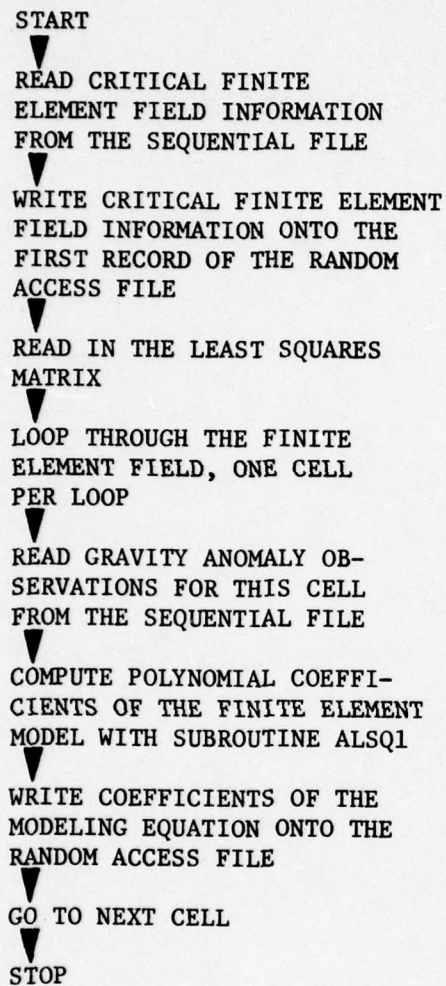 START
READ CRITICAL FINITE
ELEMENT FIELD INFORMATION
FROM THE SEQUENTIAL FILE
WRITE CRITICAL FINITE ELEMENT
FIELD INFORMATION ONTO THE
FIRST RECORD OF THE RANDOM
ACCESS FILE
READ IN THE LEAST SQUARES
MATRIX
LOOP THROUGH THE FINITE
ELEMENT FIELD, ONE CELL
PER LOOP
READ GRAVITY ANOMALY OB-
SERVATIONS FOR THIS CELL
FROM THE SEQUENTIAL FILE
COMPUTE POLYNOMIAL COEFFI-
CIENTS OF THE FINITE ELEMENT
MODEL WITH SUBROUTINE ALSQ1
WRITE COEFFICIENTS OF THE
MODELING EQUATION ONTO THE
RANDOM ACCESS FILE
GO TO NEXT CELL
STOP